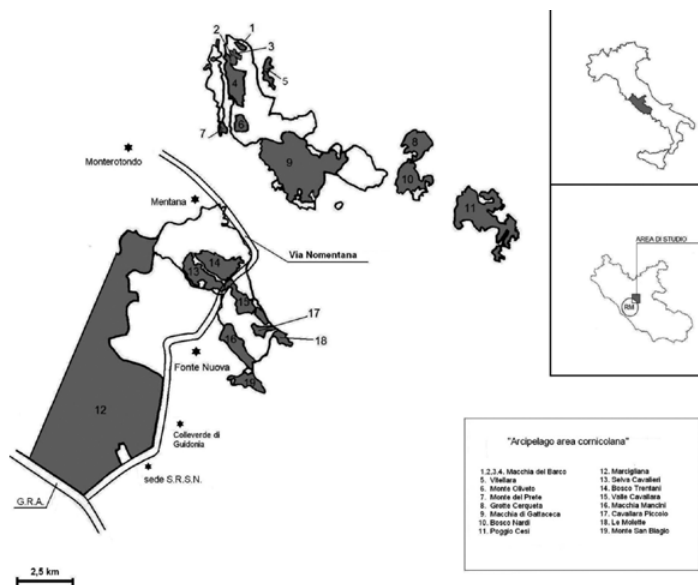 2
1
3
5
4
7
6
8
9
10
11
Monterotondo
Mentana
Via Nomentana
14
13
15
17
18
16
Fonte Nuova
19
12
Colleverde di
Guidonia
sede S.R.S.N.
G.R.A.
2,5 km
AREA DI STUDIO
RM
"Arcipelago area cornicolana"
1,2,3,4. Macchia del Barco
5. Vitellara
6. Monte Oliveto
7. Monte del Prete
8. Grotte Cerqueta
9. Macchia di Gattaceca
10. Bosco Nardi
11. Poggio Cesi
12. Marcigliana
13. Selva Cavalieri
14. Bosco Trentani
15. Valle Cavallara
16. Macchia Mancini
17. Cavallara Piccolo
18. Le Molette
19. Monte San Biagio